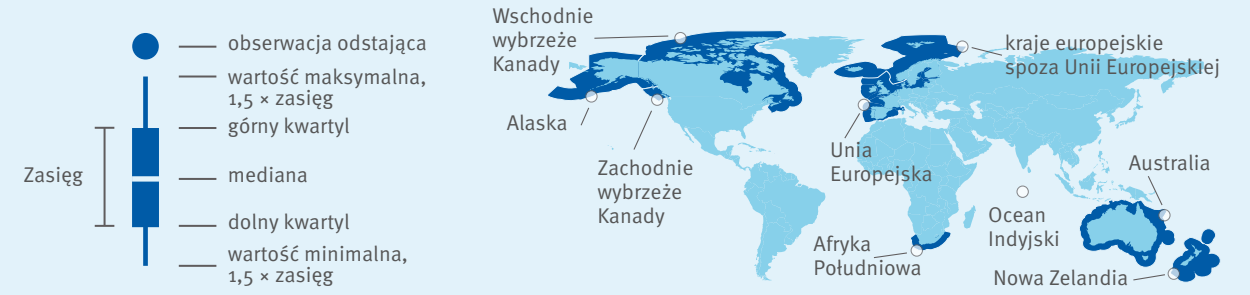 obserwacja odstająca
wartość maksymalna,
1,5 × zasięg
górny kwartyl
Zasięg
mediana
dolny kwartyl
wartość minimalna,
1,5 × zasięg
Wschodnie
wybrzeże
Kanady
Alaska
Zachodnie
wybrzeże
Kanady
kraje europejskie
spoza Unii Europejskiej
Unia
Europejska
Australia
Ocean
Indyjski
Afryka
Południowa
Nowa Zelandia